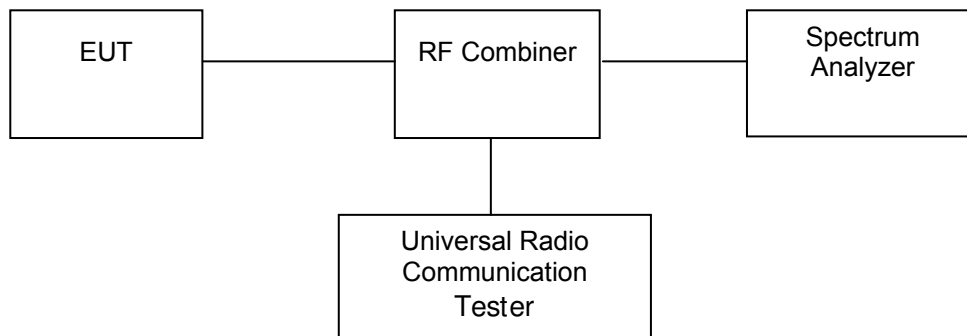 EUT
RF Combiner
Spectrum
Analyzer
Universal Radio
Communication
Tester